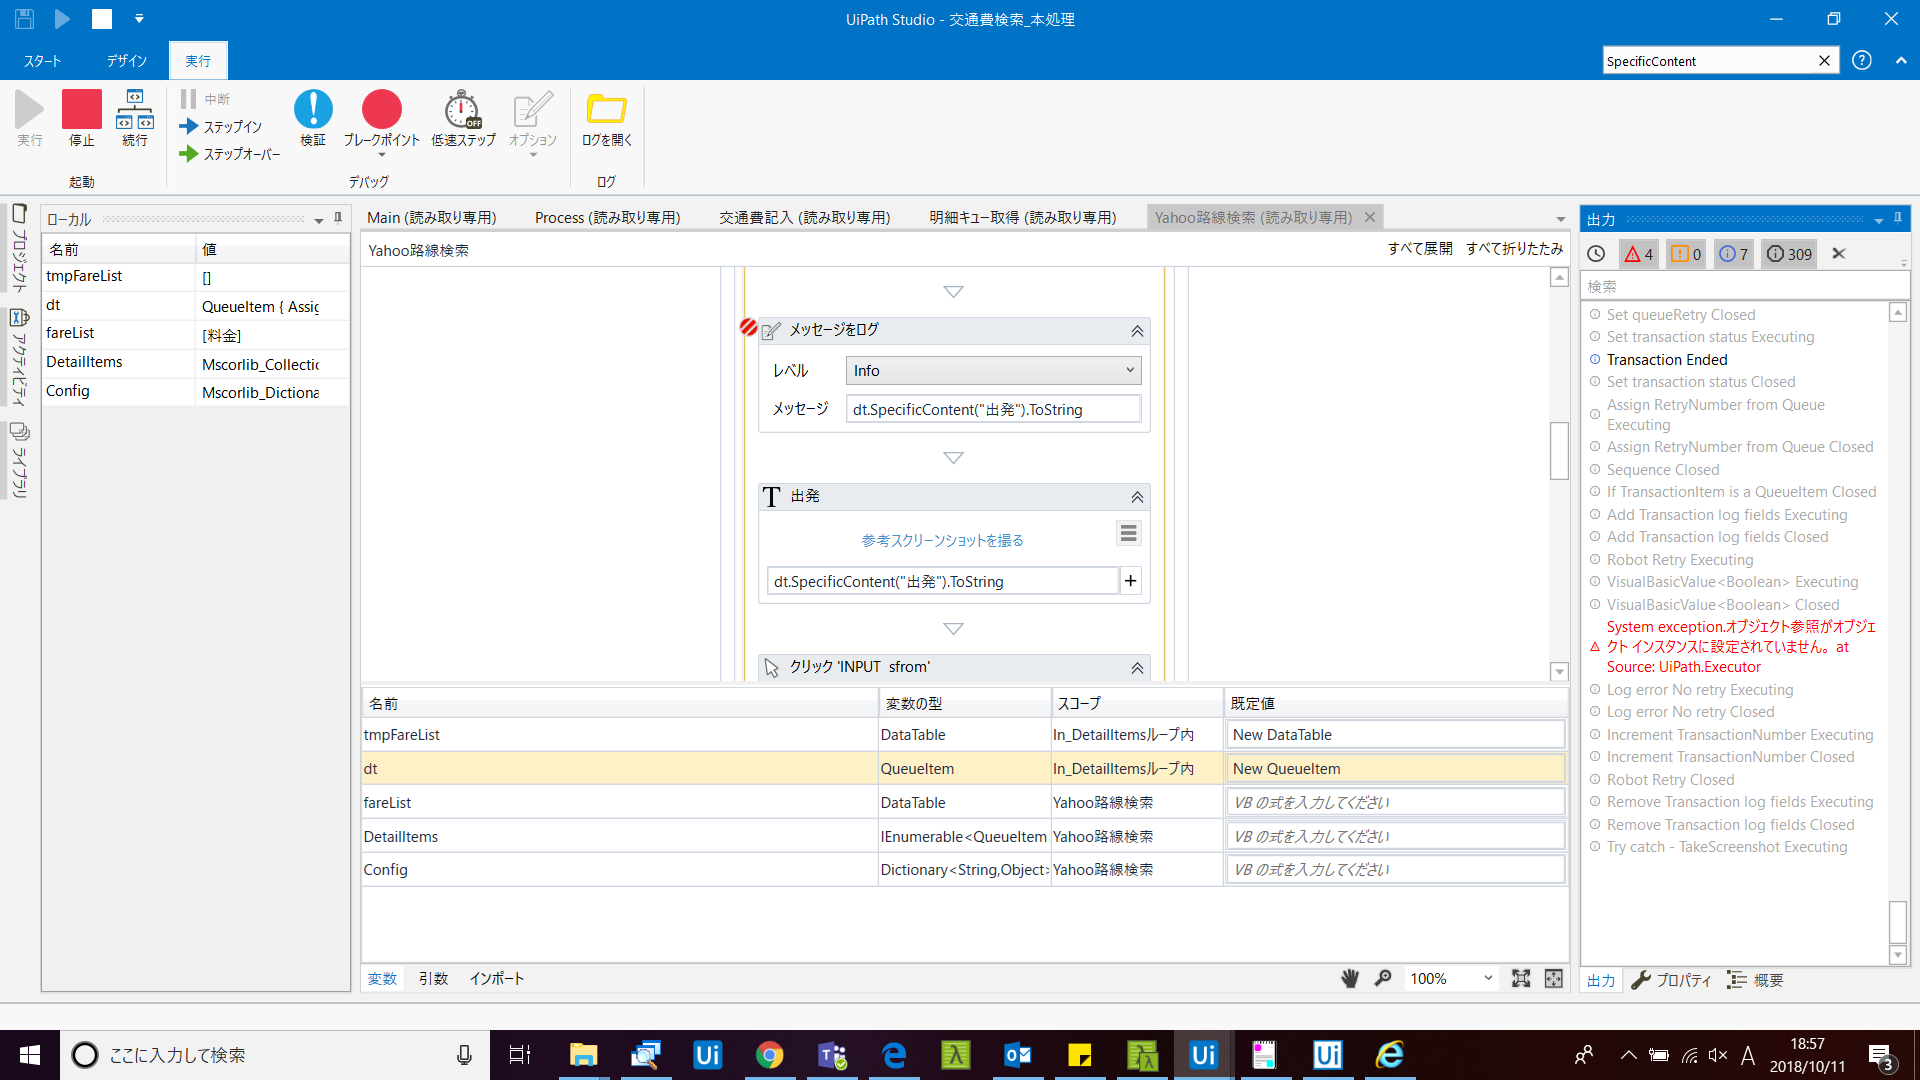 UiPath Studio - 交通費検索_本処理
スタート
デザイン
実行
SpecificContent
実行
停止
続行
中断
ステップイン
ステップオーバー
検証
ブレークポイント
低速ステップ
OFF
オプション
ログを開く
起動
デバッグ
ログ
プロジェクト
アクティビティ
ライブラリ
ローカル
名前 値
tmpFareList []
dt QueueItem { Assig
fareList [料金]
DetailItems Mscorlib_Collectic
Config Mscorlib_Dictiona
Main (読み取り専用)
Process (読み取り専用)
交通費記入 (読み取り専用)
明細キュー取得 (読み取り専用)
Yahoo路線検索 (読み取り専用)
Yahoo路線検索
すべて展開 すべて折りたたみ
メッセージをログ
レベル Info
メッセージ dt.SpecificContent("出発").ToString
T 出発
参考スクリーンショットを撮る
dt.SpecificContent("出発").ToString
クリック 'INPUT sfrom'
名前 変数の型 スコープ 既定値
tmpFareList DataTable In_DetailItemsループ内 New DataTable
dt QueueItem In_DetailItemsループ内 New QueueItem
fareList DataTable Yahoo路線検索 VB の式を入力してください
DetailItems IEnumerable<QueueItem Yahoo路線検索 VB の式を入力してください
Config Dictionary<String,Object> Yahoo路線検索 VB の式を入力してください
変数 引数 インポート
100%
出力
4 0 7 309
検索
Set queueRetry Closed
Set transaction status Executing
Transaction Ended
Set transaction status Closed
Assign RetryNumber from Queue
Executing
Assign RetryNumber from Queue Closed
Sequence Closed
If TransactionItem is a QueueItem Closed
Add Transaction log fields Executing
Add Transaction log fields Closed
Robot Retry Executing
VisualBasicValue<Boolean> Executing
VisualBasicValue<Boolean> Closed
System exception.オブジェクト参照がオブジェ
クト インスタンスに設定されていません。 at
Source: UiPath.Executor
Log error No retry Executing
Log error No retry Closed
Increment TransactionNumber Executing
Increment TransactionNumber Closed
Robot Retry Closed
Remove Transaction log fields Executing
Remove Transaction log fields Closed
Try catch - TakeScreenshot Executing
出力 プロパティ 概要
ここに入力して検索
Ui
Ui
Ui
A
18:57
2018/10/11
3